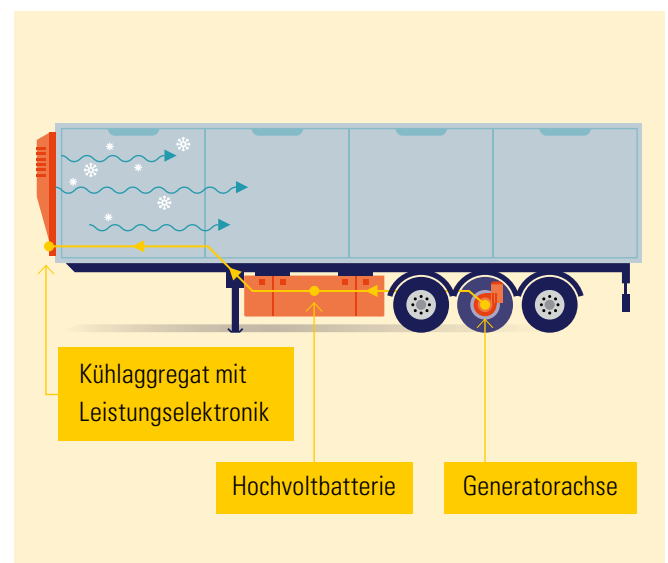 Kühlaggregat mit
Leistungselektronik
Hochvoltbatterie
Generatorachse